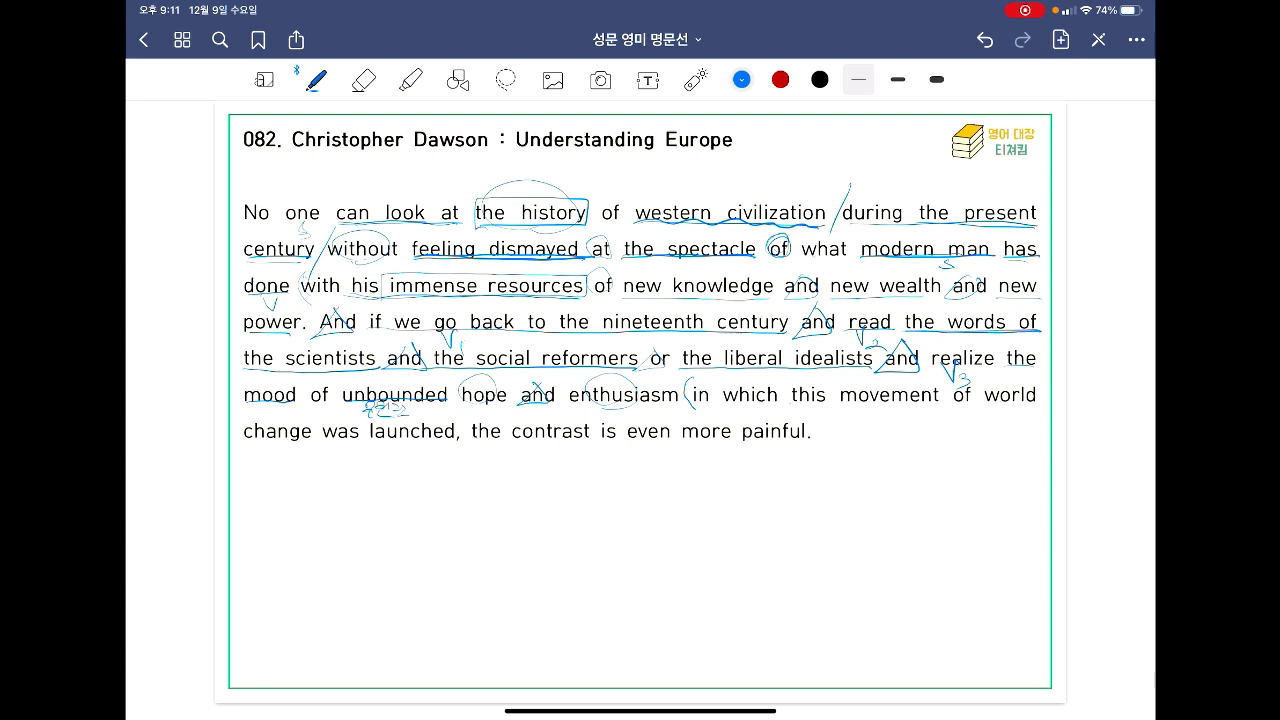 오후 9:11 12월 9일 수요일
74%
성문 영미 명문선
T
082. Christopher Dawson : Understanding Europe
영어 대장
티쳐킴
No one can look at the history of western civilization during the present
century without feeling dismayed at the spectacle of what modern man has
done with his immense resources of new knowledge and new wealth and new
power. And if we go back to the nineteenth century and read the words of
the scientists and the social reformers or the liberal idealists and realize the
mood of unbounded hope and enthusiasm in which this movement of world
change was launched, the contrast is even more painful.